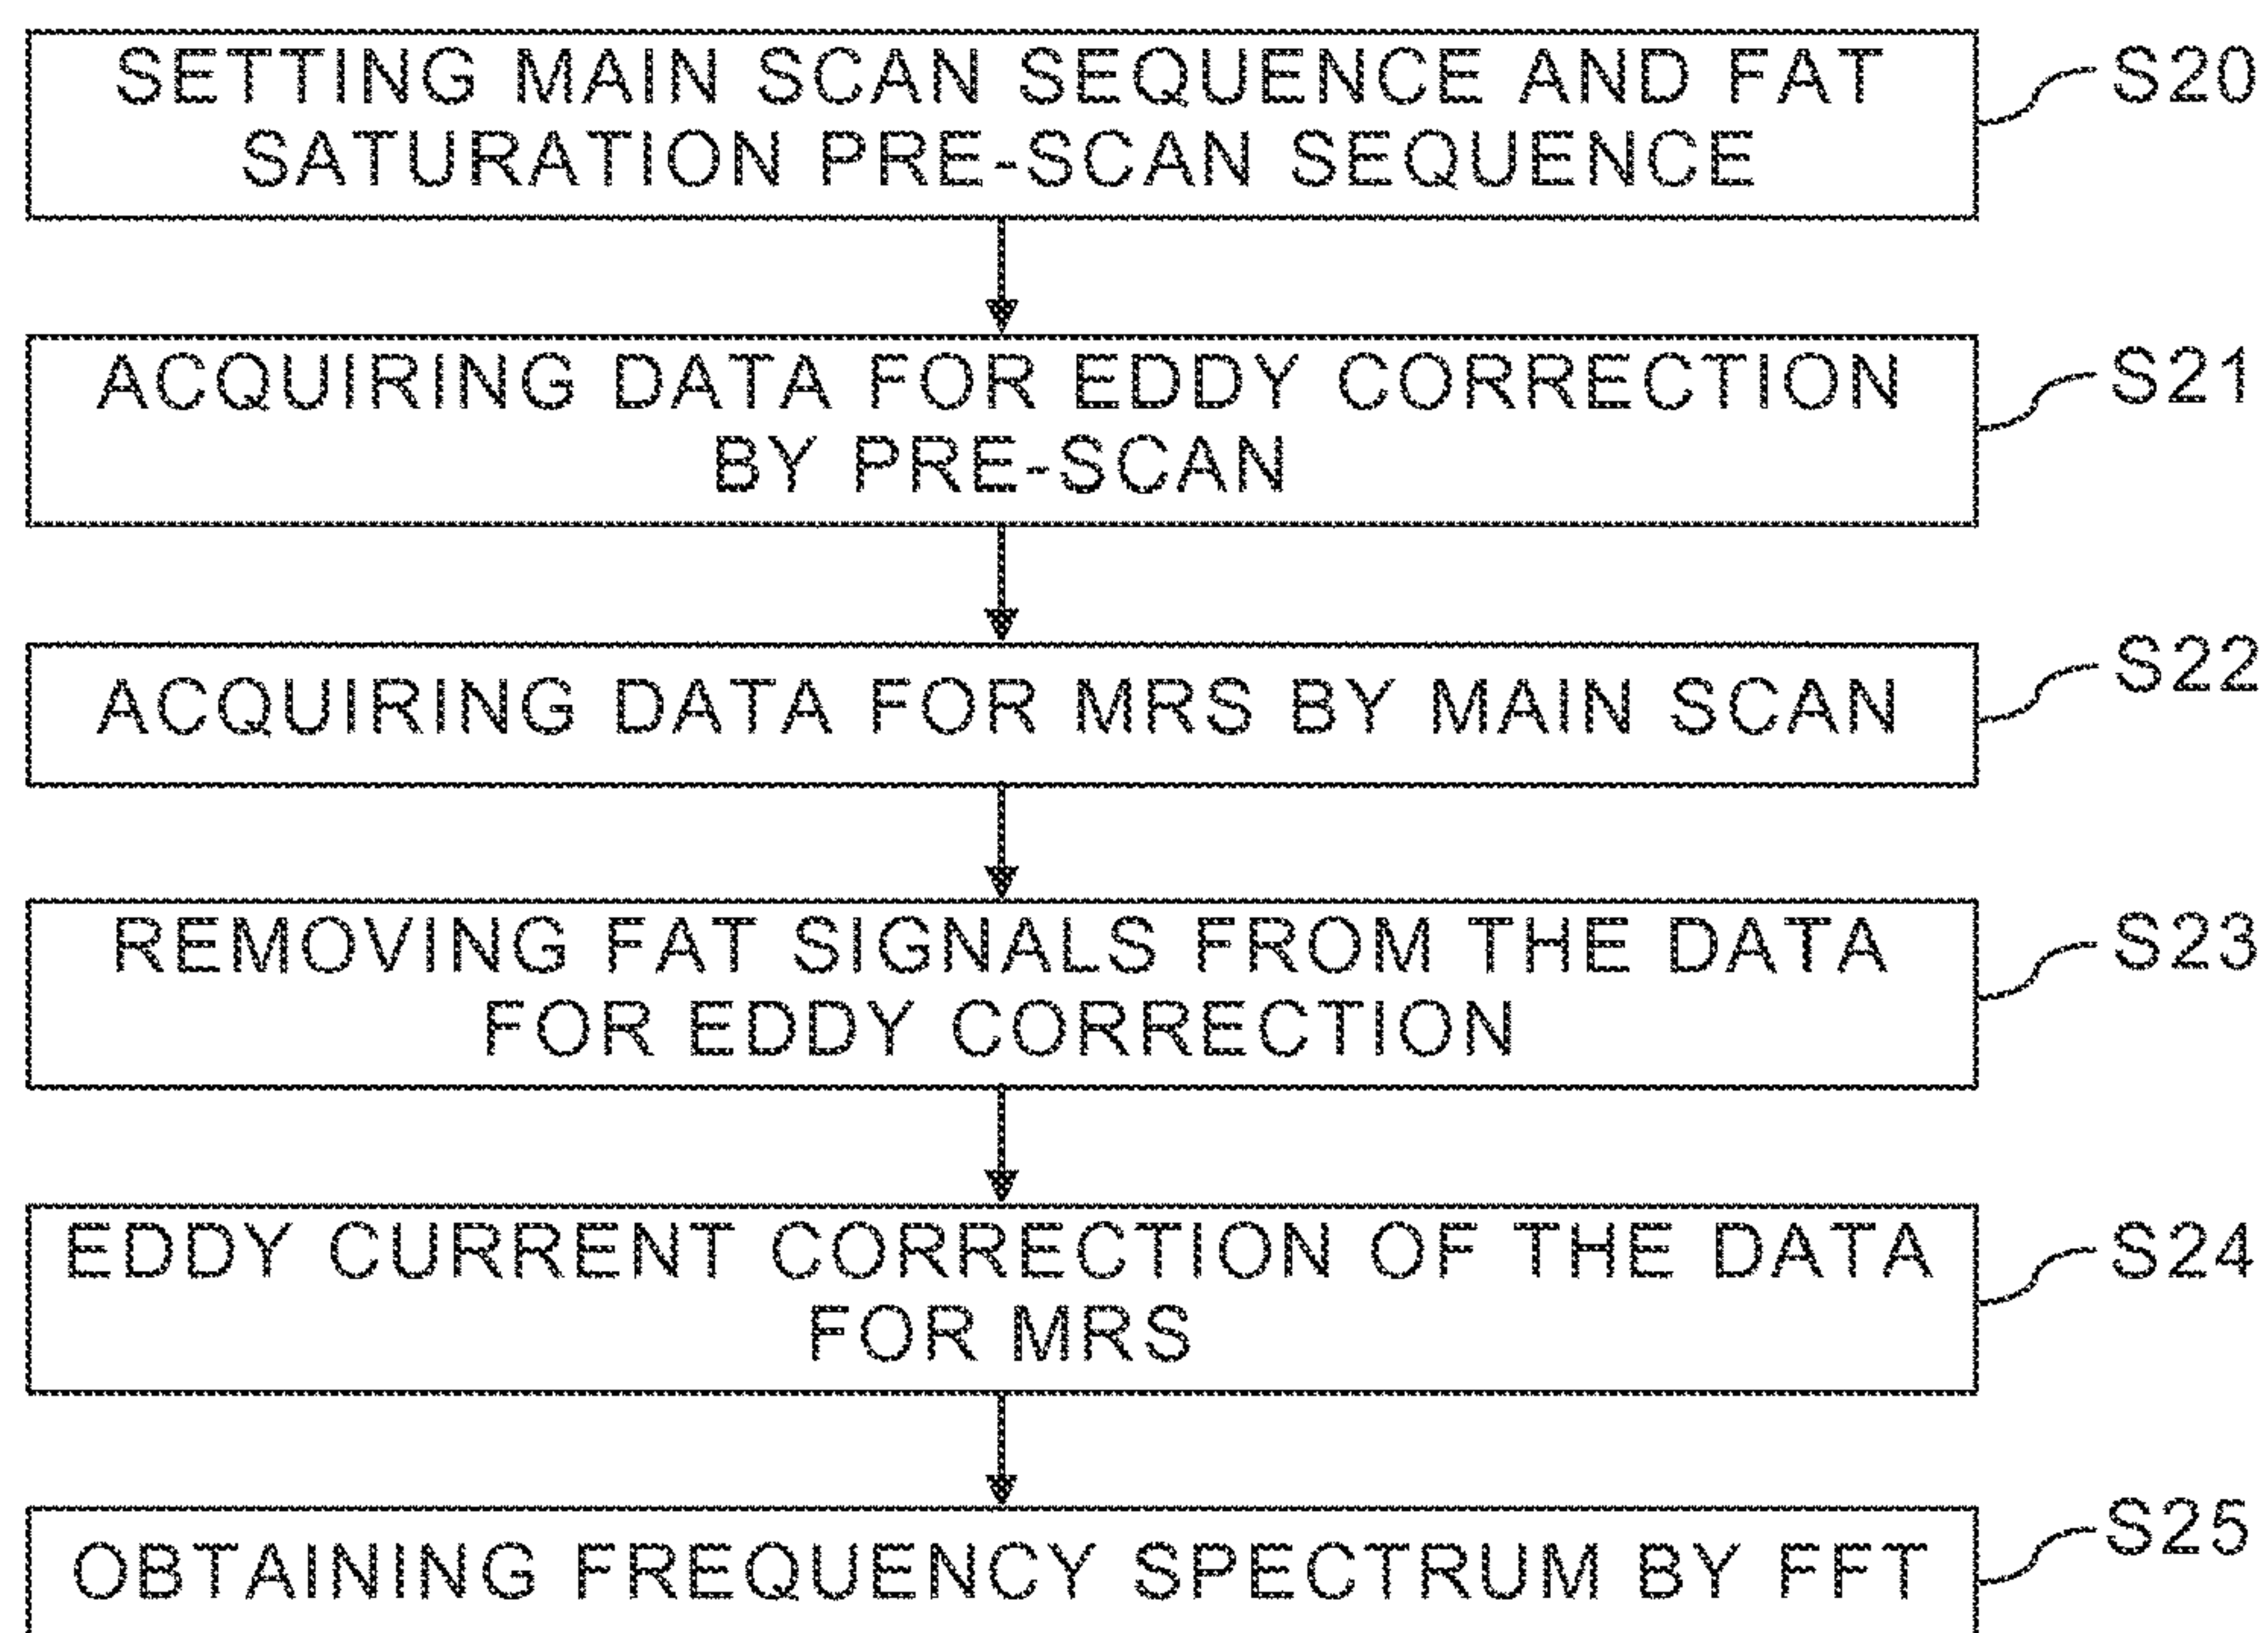 SETTING MAIN SCAN SEQUENCE AND FAT
SATURATION PRE-SCAN SEQUENCE
S20
ACQUIRING DATA FOR EDDY CORRECTION
BY PRE-SCAN
S21
ACQUIRING DATA FOR MRS BY MAIN SCAN
S22
REMOVING FAT SIGNALS FROM THE DATA
FOR EDDY CORRECTION
S23
EDDY CURRENT CORRECTION OF THE DATA
FOR MRS
S24
OBTAINING FREQUENCY SPECTRUM BY FFT
S25